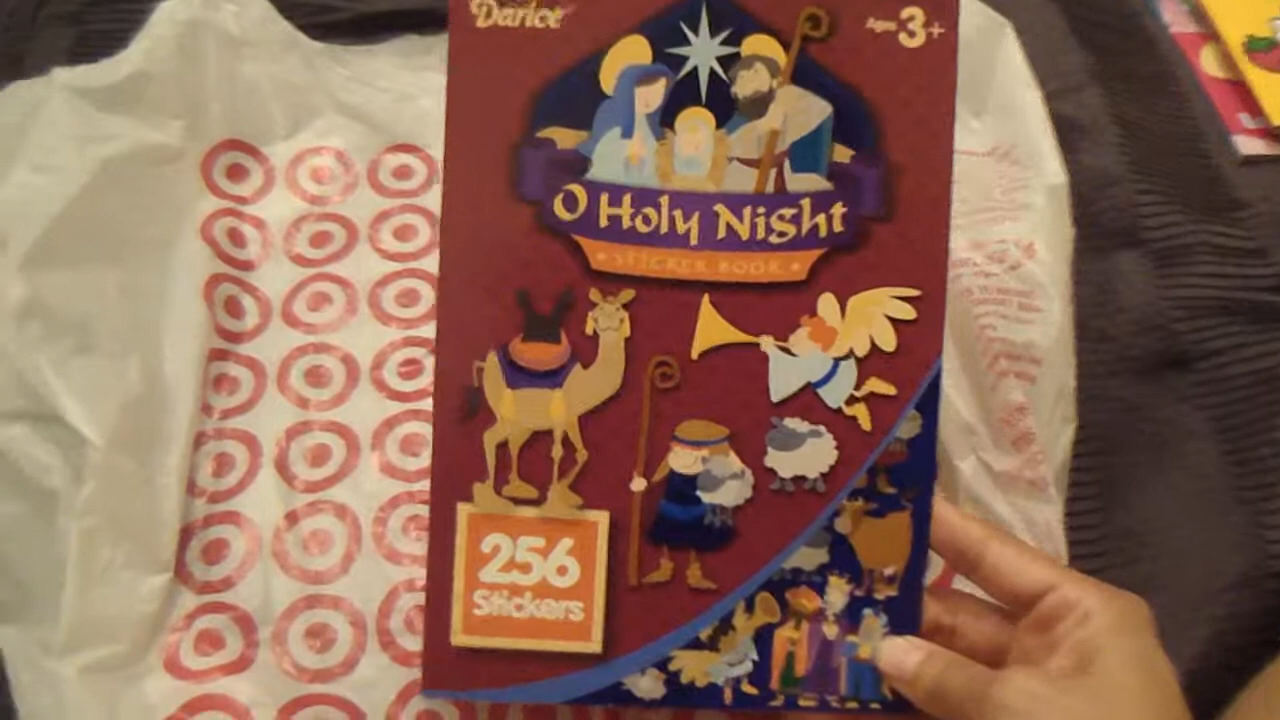 Darice
Ages 3+
O Holy Night
• STICKER BOOK •
256
Stickers